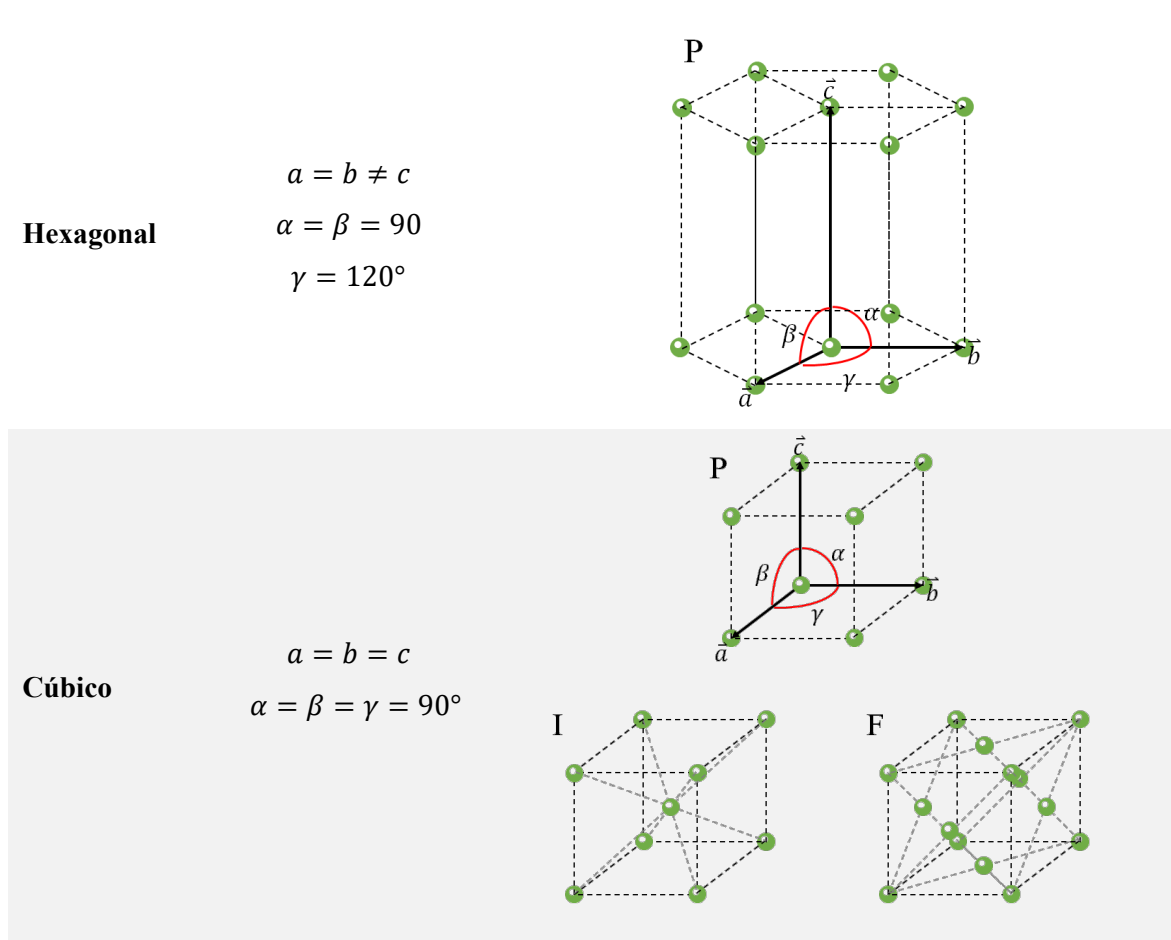 Hexagonal
a = b ≠ c
α = β = 90
γ = 120°
P
c⃗
α
β
b⃗
γ
a⃗
Cúbico
a = b = c
α = β = γ = 90°
P
c⃗
α
β
b⃗
γ
a⃗
I
F